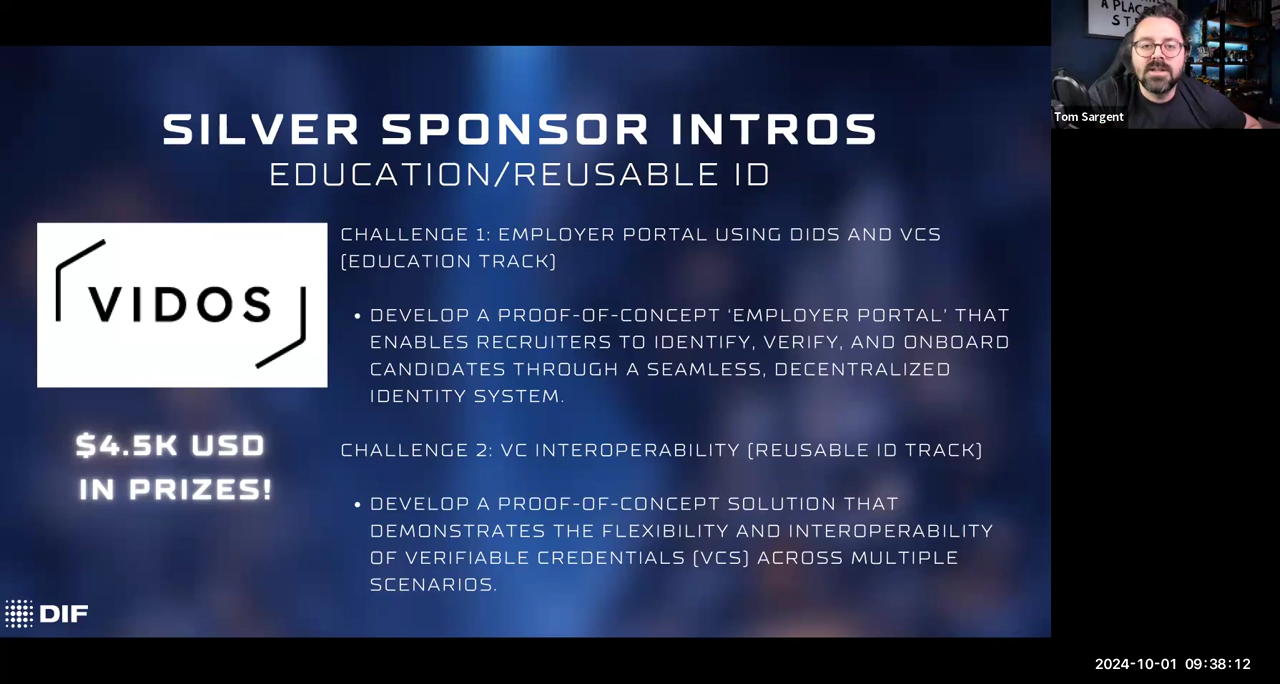 SILVER SPONSOR INTROS
EDUCATION/REUSABLE ID
VIDOS
$4.5K USD
IN PRIZES!
CHALLENGE 1: EMPLOYER PORTAL USING DIDS AND VCS
(EDUCATION TRACK)
• DEVELOP A PROOF-OF-CONCEPT 'EMPLOYER PORTAL' THAT
ENABLES RECRUITERS TO IDENTIFY, VERIFY, AND ONBOARD
CANDIDATES THROUGH A SEAMLESS, DECENTRALIZED
IDENTITY SYSTEM.
CHALLENGE 2: VC INTEROPERABILITY (REUSABLE ID TRACK)
• DEVELOP A PROOF-OF-CONCEPT SOLUTION THAT
DEMONSTRATES THE FLEXIBILITY AND INTEROPERABILITY
OF VERIFIABLE CREDENTIALS (VCS) ACROSS MULTIPLE
SCENARIOS.
DIF
A PLACE
Tom Sargent
2024-10-01 09:38:12